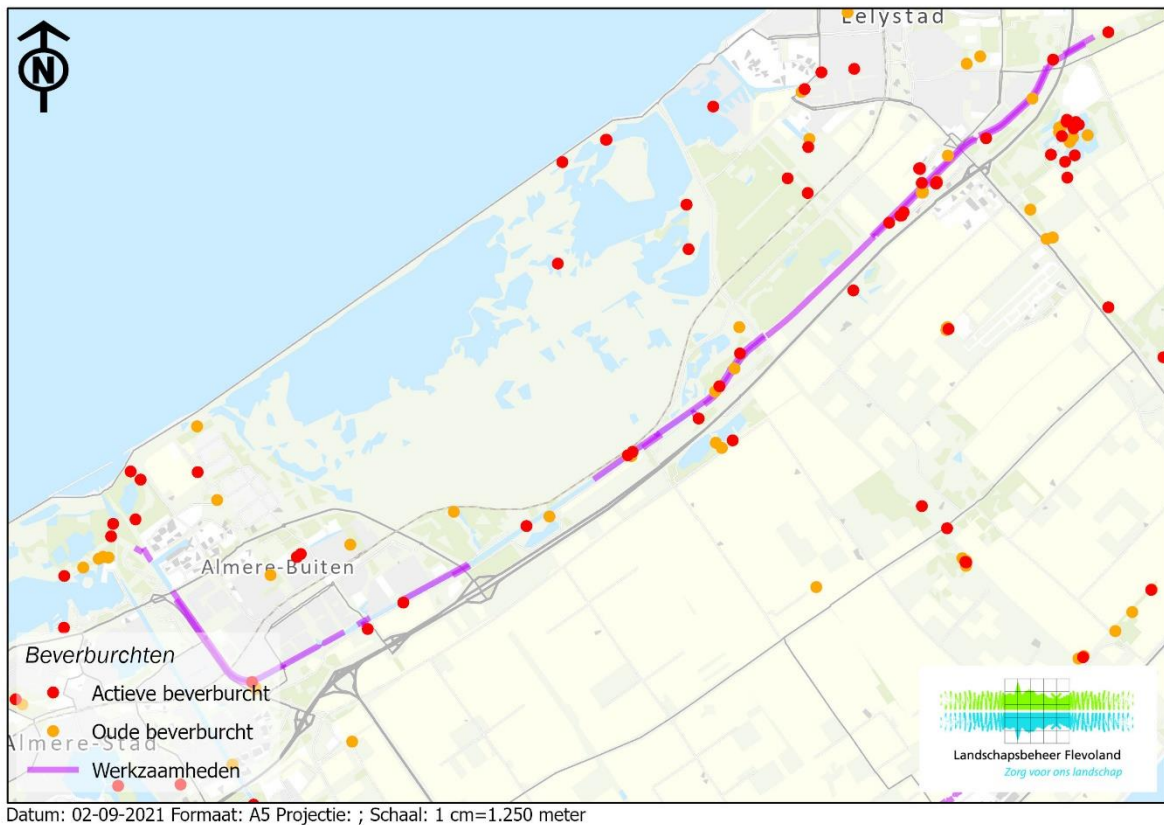 Lelystad
N
Almere-Buiten
Beverburchten
Actieve beverburcht
Oude beverburcht
Almere-Stad
Werkzaamheden
Landschapsbeheer Flevoland
Zorg voor ons landschap
Datum: 02-09-2021 Formaat: A5 Projectie: ; Schaal: 1 cm=1.250 meter